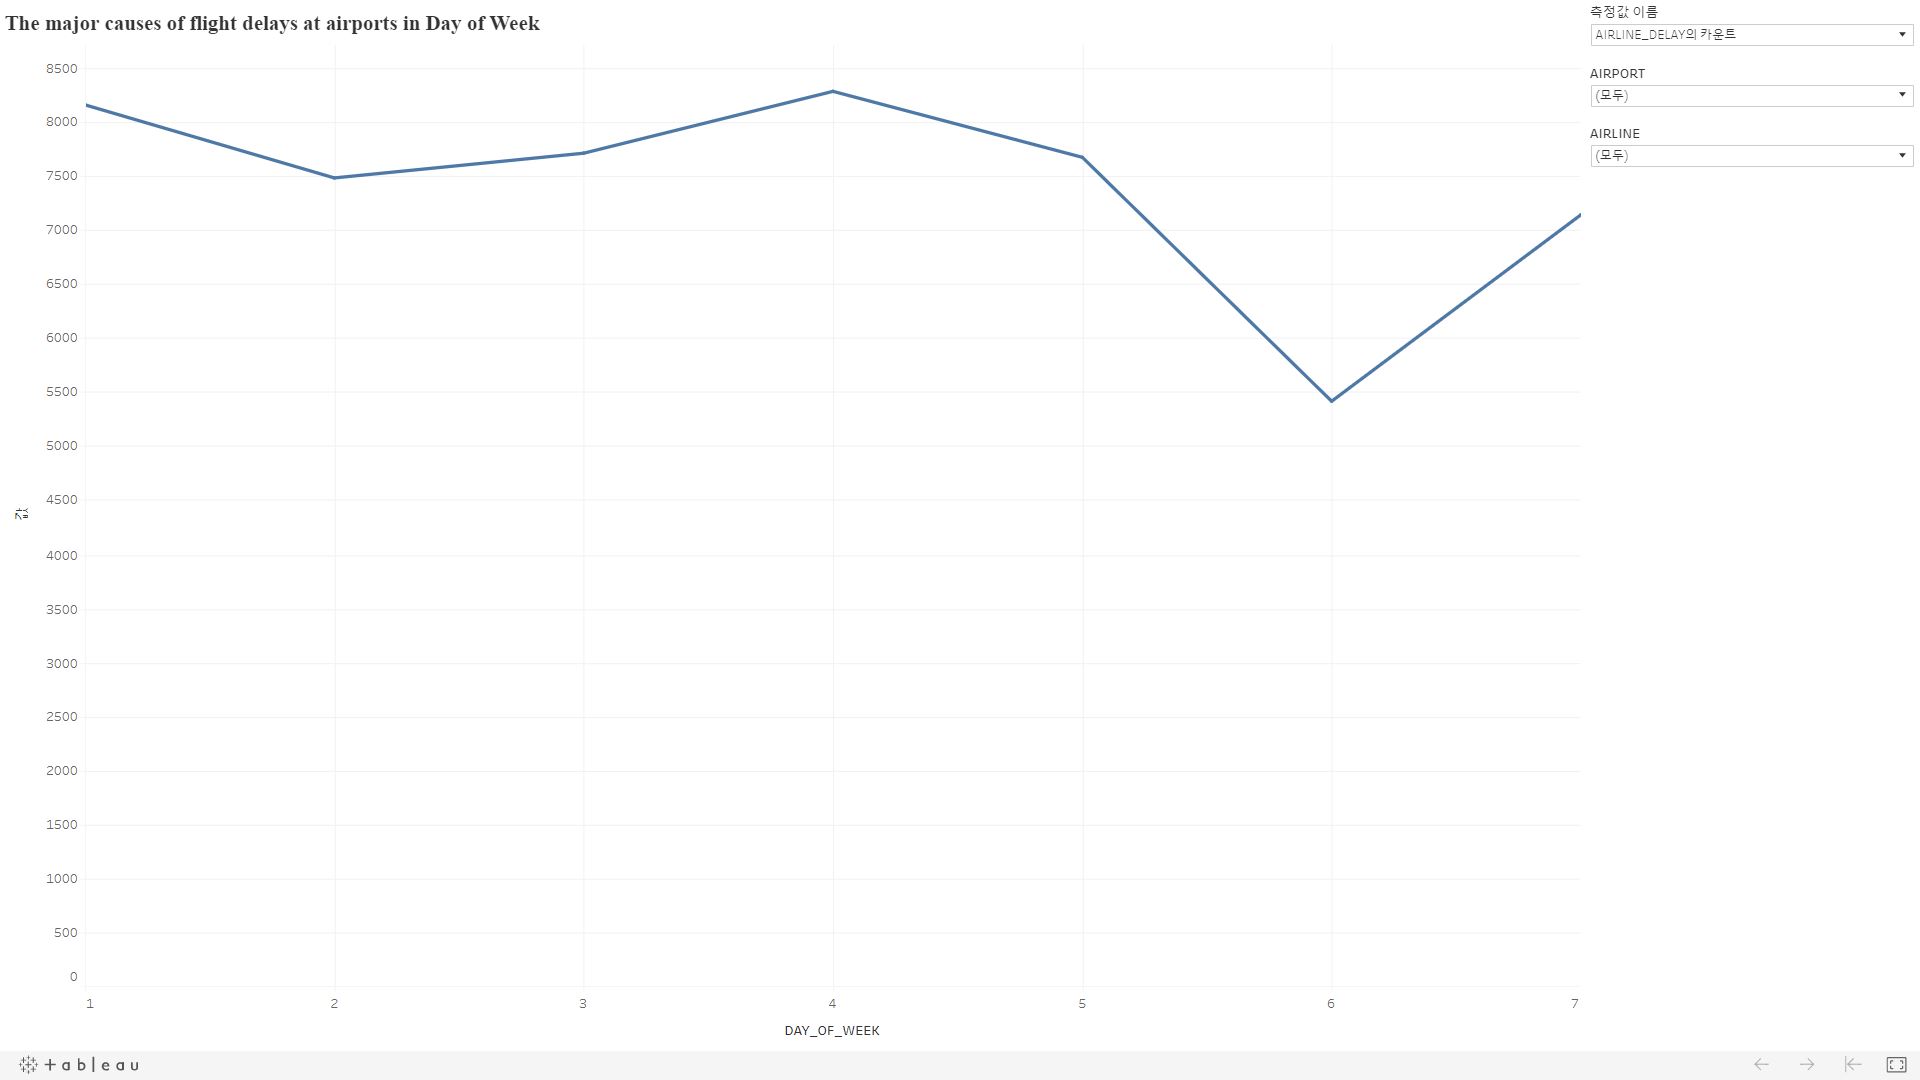 The major causes of flight delays at airports in Day of Week
측정값 이름
AIRLINE_DELAY의 카운트
AIRPORT
(모두)
AIRLINE
(모두)
8500
8000
7500
7000
6500
6000
5500
5000
4500
4000
3500
3000
2500
2000
1500
1000
500
0
값
1 2 3 4 5 6 7
DAY_OF_WEEK
+ableau